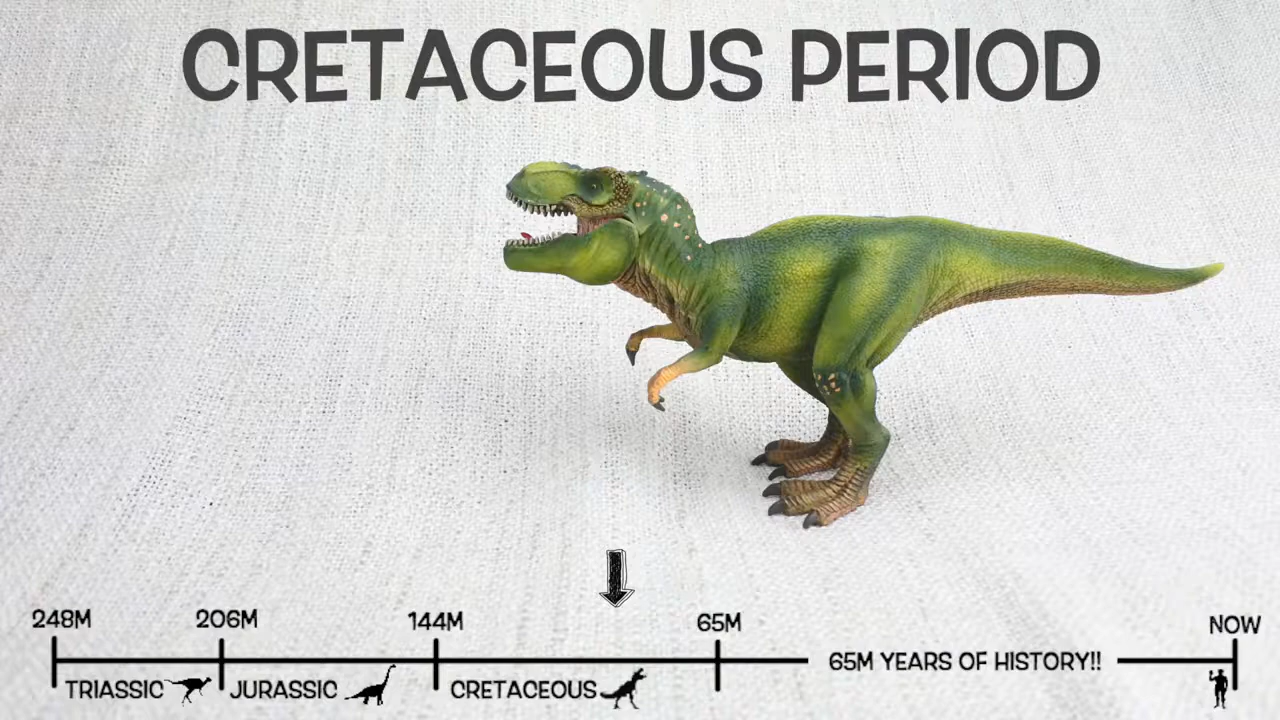 CRETACEOUS PERIOD
248M 206M 144M 65M NOW
65M YEARS OF HISTORY!!
TRIASSIC JURASSIC CRETACEOUS